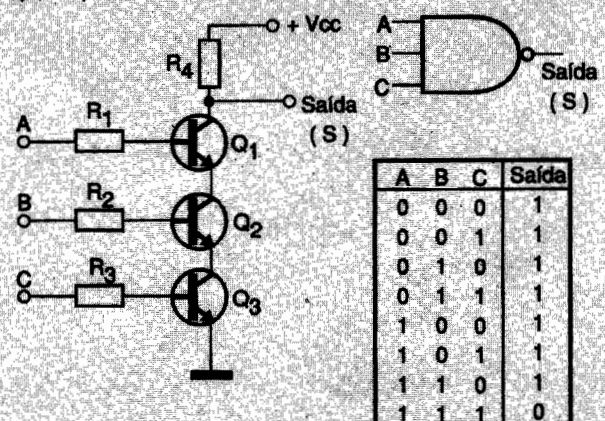 + Vcc
R4
Saída
( S )
A
R1
Q1
B
R2
Q2
C
R3
Q3
A
B
C
Saída
( S )
A B C Saída
0 0 0 1
0 0 1 1
0 1 0 1
0 1 1 1
1 0 0 1
1 0 1 1
1 1 0 1
1 1 1 0